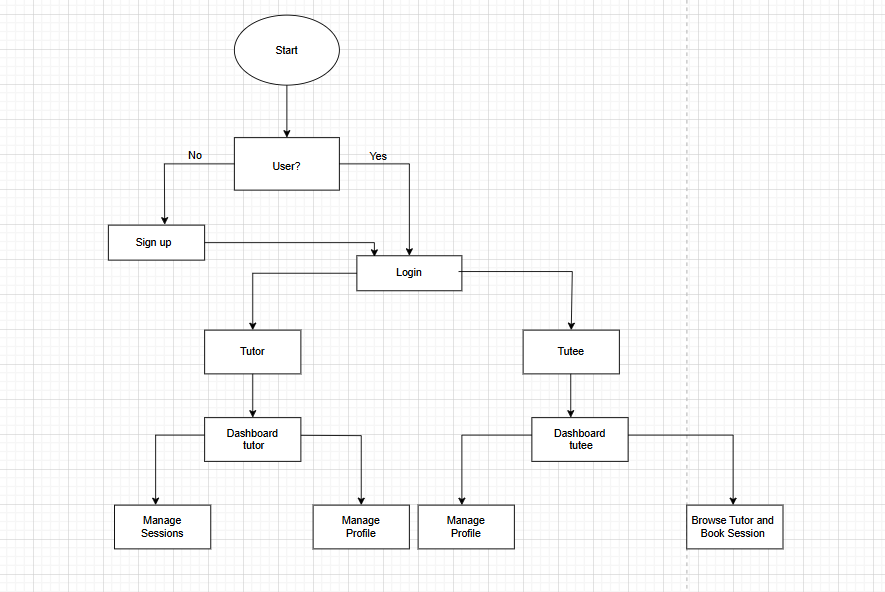 Start
No
Yes
User?
Sign up
Login
Tutor
Tutee
Dashboard
tutor
Dashboard
tutee
Manage
Sessions
Manage
Profile
Manage
Profile
Browse Tutor and
Book Session